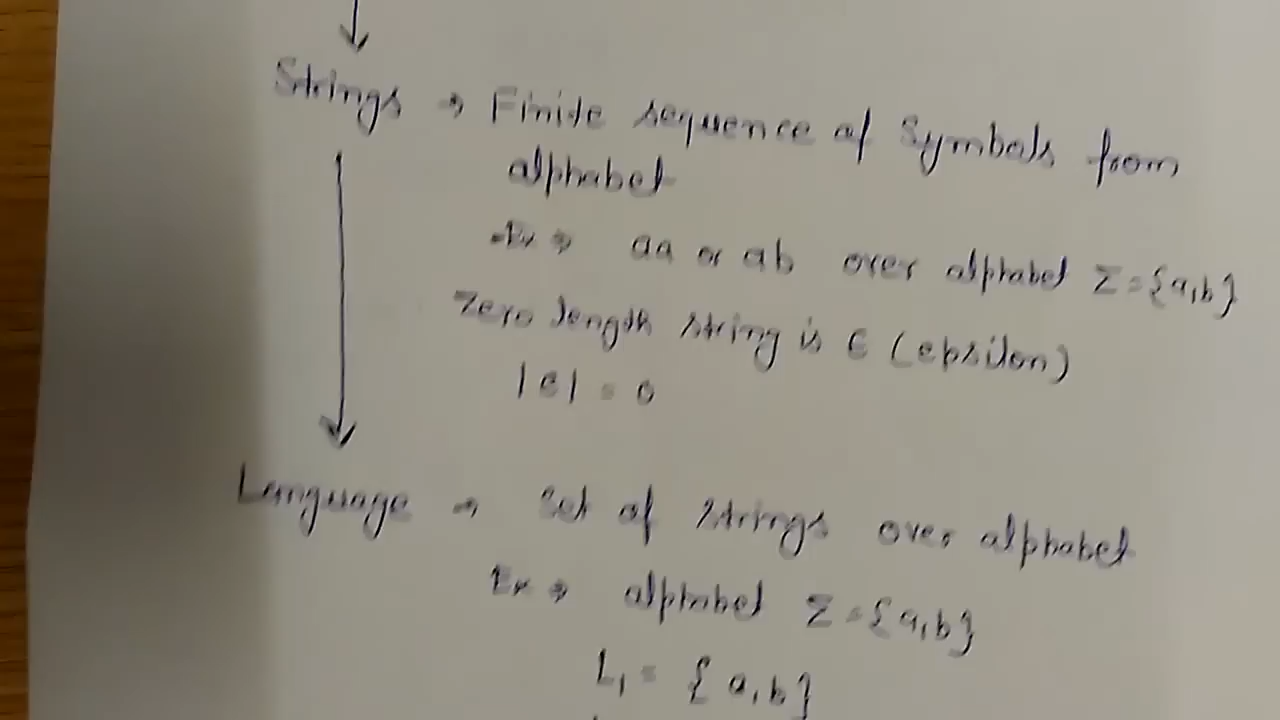 Strings → Finite sequence of symbols from
alphabet
Ex → aa or ab over alphabet Σ = {a,b}
Zero length string is ϵ (epsilon)
|ϵ| = 0
Language → Set of strings over alphabet
Ex → alphabet Σ = {a,b}
L₁ = {a,b}